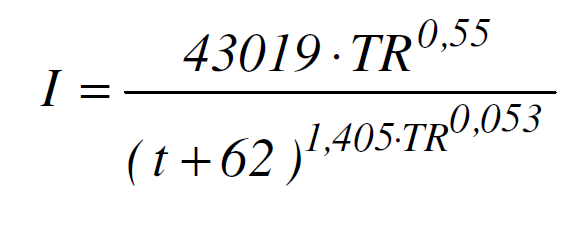 I = 43019 · TR^0,55 / ( t + 62 )^1,405·TR^0,053